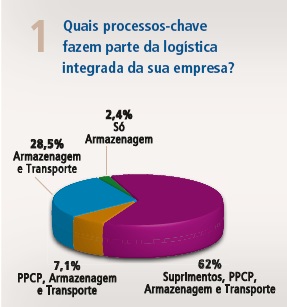 1
Quais processos-chave
fazem parte da logística
integrada da sua empresa?
2,4%
Só
Armazenagem
28,5%
Armazenagem
e Transporte
7,1%
PPCP, Armazenagem
e Transporte
62%
Suprimentos, PPCP,
Armazenagem e Transporte